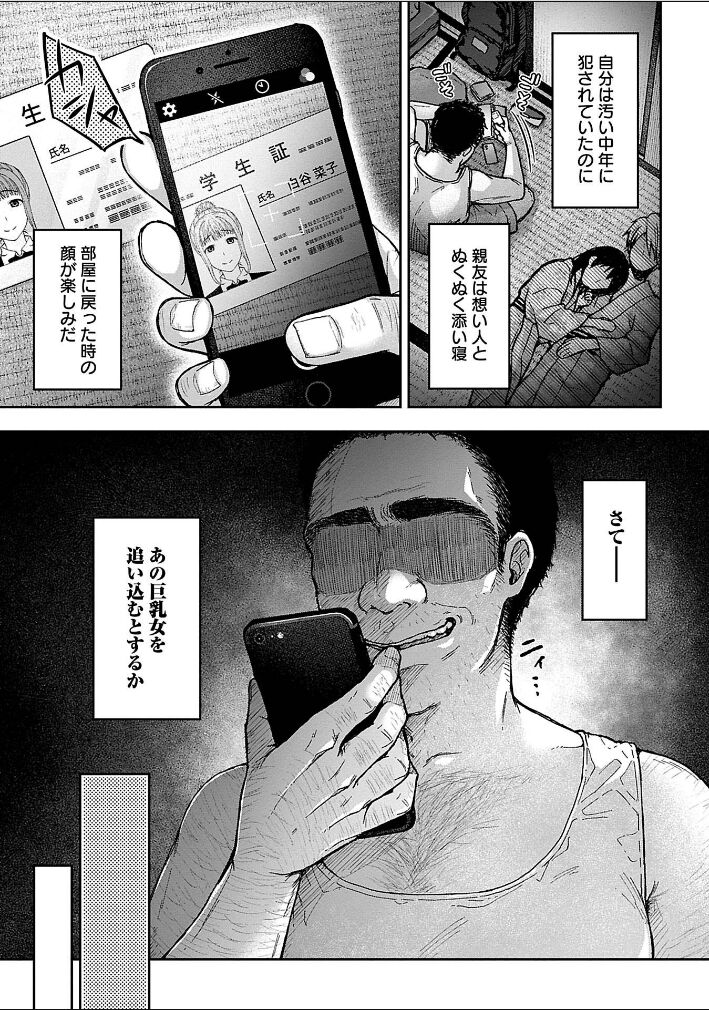 自分は汚い中年に
犯されていたのに
親友は想い人と
ぬくぬく添い寝
カシャ
学生証
氏名 白谷菜子
生証
氏名
部屋に戻った時の
顔が楽しみだ
さて――
ニイ…
あの巨乳女を
追い込むとするか